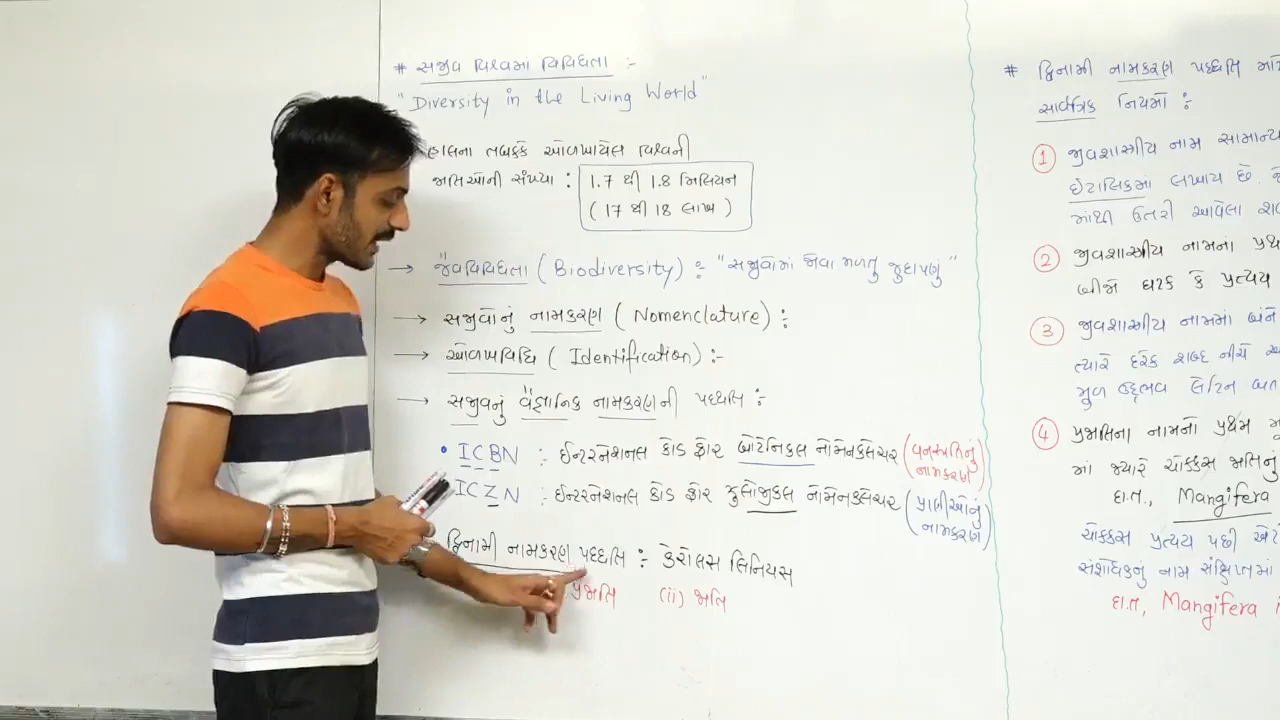 # સજીવ વિશ્વમાં વિવિધતા :-
"Diversity in the Living World"
હાલના તબક્કે ઓળખાયેલ વિશ્વની
જાતિઓની સંખ્યા : 1.7 થી 1.8 મિલિયન
( 17 થી 18 લાખ )
→ જૈવવિવિધતા ( Biodiversity ) : "સજીવોમાં જોવા મળતુ જુદાપણુ"
→ સજીવોનું નામકરણ ( Nomenclature ) :
→ ઓળખવિધિ ( Identification ) :-
→ સજીવનું વૈજ્ઞાનિક નામકરણની પદ્ધતિ :
• ICBN : ઈન્ટરનેશનલ કોડ ફોર બોટેનિકલ નોમેનક્લેચર (વનસ્પતિનું નામકરણ)
ICZN : ઈન્ટરનેશનલ કોડ ફોર ઝુલોજીકલ નોમેનક્લેચર (પ્રાણીઓનું નામકરણ)
દ્વિનામી નામકરણ પદ્ધતિ : કેરોલસ લિનિયસ
પ્રજાતિ (ii) જાતિ
# દ્વિનામી નામકરણ પદ્ધતિ
સાર્વત્રિક નિયમો :
1 જીવશાસ્ત્રીય નામ સામાન્ય
ઈટાલિકમાં લખાય છે.
માંથી ઉતરી આવેલા
2 જીવશાસ્ત્રીય નામનાં
બીજો ઘટક કે પ્રત્યય
3 જીવશાસ્ત્રીય નામમાં બંને
ત્યારે દરેક શબ્દ નીચે
મુળ ઉદ્દભવ લેટિન
4 પ્રજાતિના નામનો પ્રથમ
માં જ્યારે ચોક્કસ જાતિનું
દા.ત., Mangifera
ચોક્કસ પ્રત્યય પછી
સંશોધકનુ નામ સંક્ષિપ્તમાં
દા.ત, Mangifera